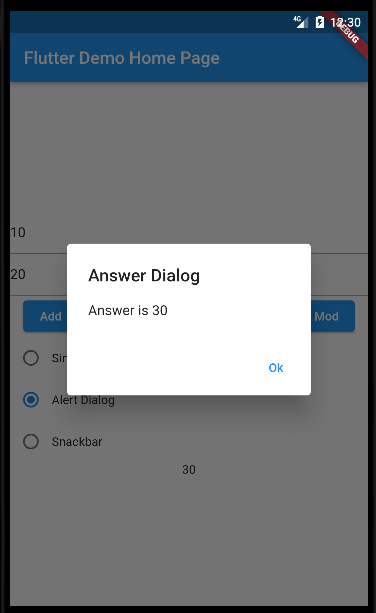 4G 12:30
DEBUG
Flutter Demo Home Page
10
20
Answer Dialog
Answer is 30
Ok
Add Mod
Alert Dialog
Snackbar
30